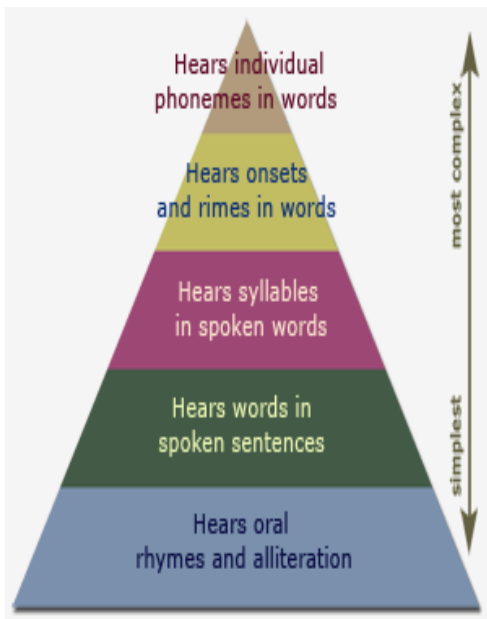 Hears individual
phonemes in words
Hears onsets
and rimes in words
Hears syllables
in spoken words
Hears words in
spoken sentences
Hears oral
rhymes and alliteration
most complex
simplest